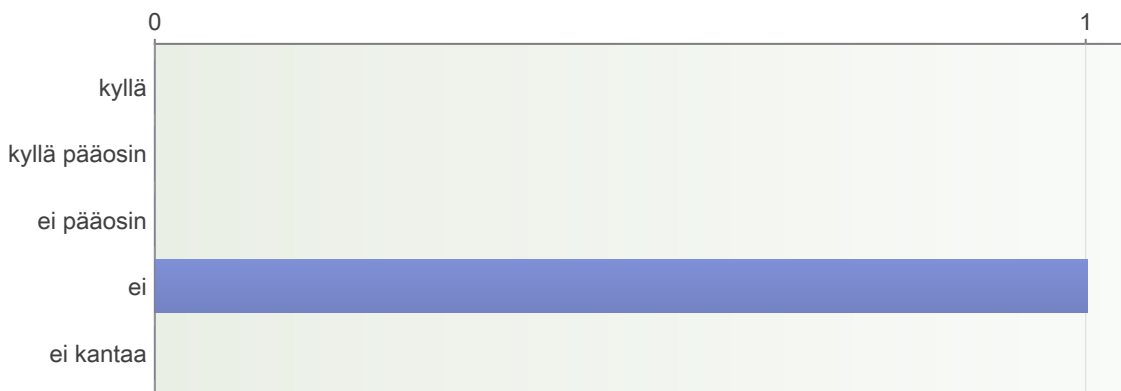 0 1
kyllä
kyllä pääosin
ei pääosin
ei
ei kantaa